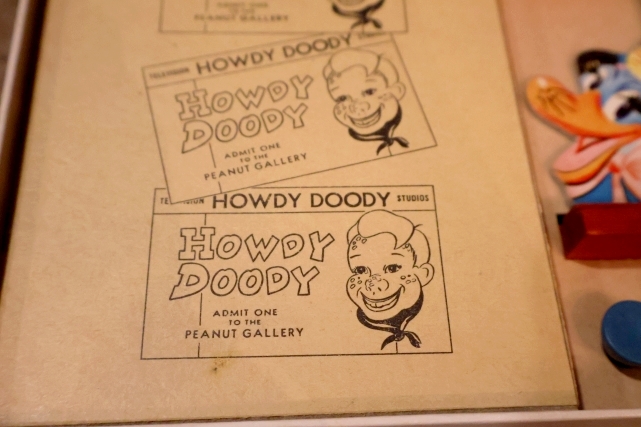 PEANUT GALLERY
TELEVISION HOWDY DOODY
HOWDY
DOODY
ADMIT ONE
TO THE
PEANUT GALLERY
HOWDY DOODY STUDIOS
HOWDY
DOODY
ADMIT ONE
TO THE
PEANUT GALLERY